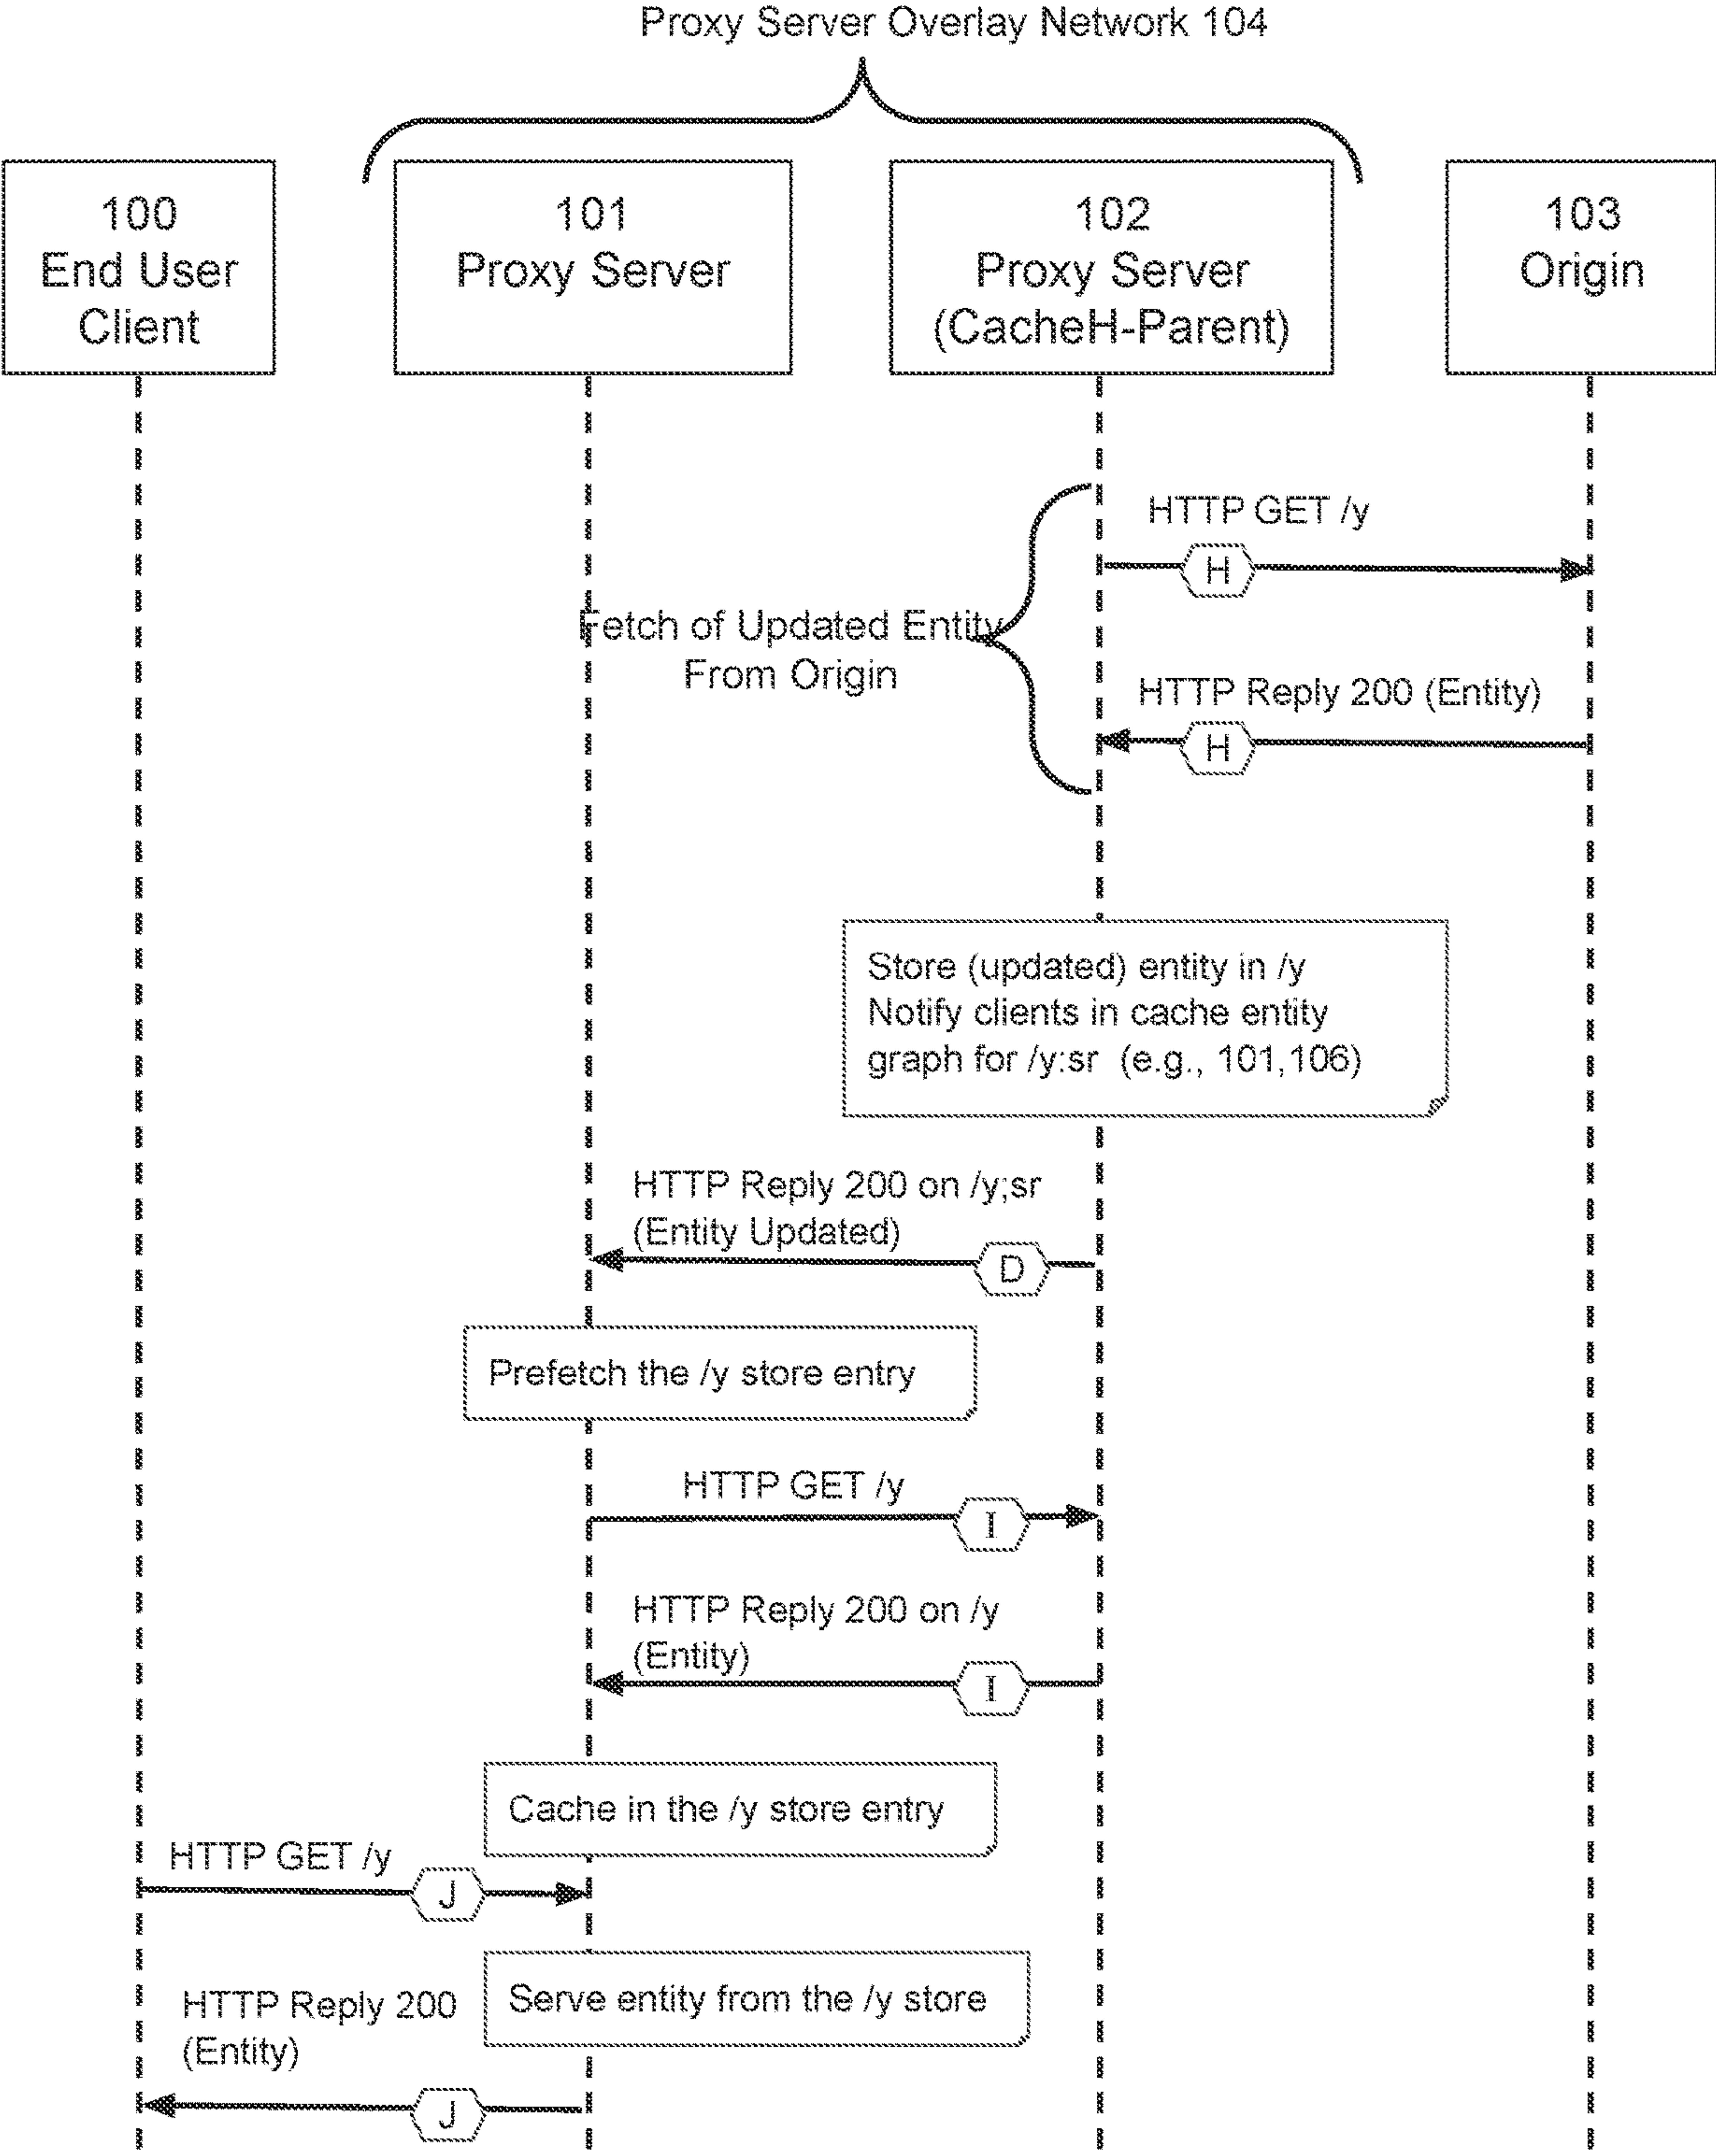 Proxy Server Overlay Network 104
100
End User
Client
101
Proxy Server
102
Proxy Server
(CacheH-Parent)
103
Origin
HTTP GET /y
H
Fetch of Updated Entity
From Origin
HTTP Reply 200 (Entity)
H
Store (updated) entity in /y
Notify clients in cache entity
graph for /y:sr (e.g., 101,106)
HTTP Reply 200 on /y;sr
(Entity Updated)
D
Prefetch the /y store entry
HTTP GET /y
I
HTTP Reply 200 on /y
(Entity)
I
Cache in the /y store entry
HTTP GET /y
J
Serve entity from the /y store
HTTP Reply 200
(Entity)
J